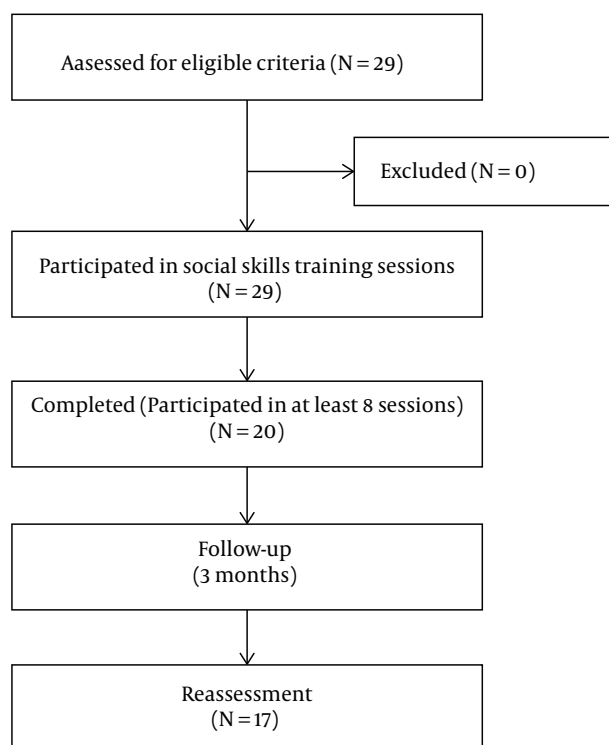 Aasessed for eligible criteria (N = 29)
Excluded (N = 0)
Participated in social skills training sessions
(N = 29)
Completed (Participated in at least 8 sessions)
(N = 20)
Follow-up
(3 months)
Reassessment
(N = 17)